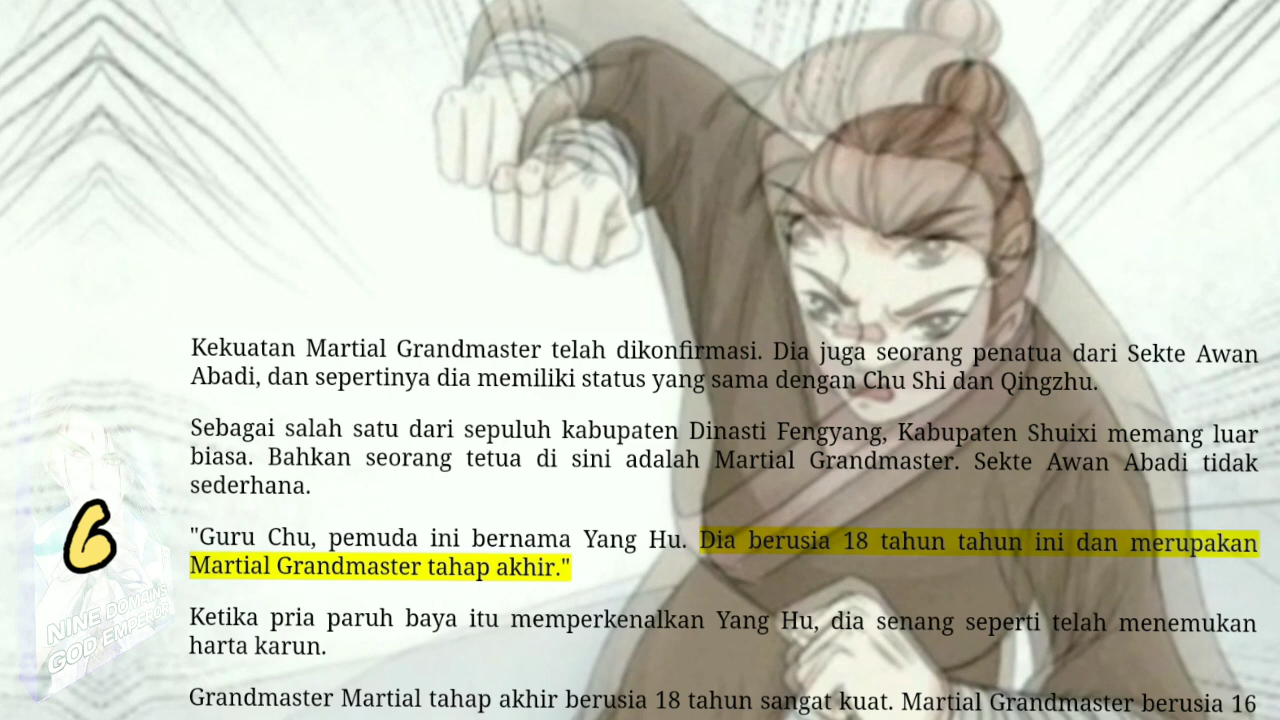 Kekuatan Martial Grandmaster telah dikonfirmasi. Dia juga seorang penatua dari Sekte Awan
Abadi, dan sepertinya dia memiliki status yang sama dengan Chu Shi dan Qingzhu.
Sebagai salah satu dari sepuluh kabupaten Dinasti Fengyang, Kabupaten Shuixi memang luar
biasa. Bahkan seorang tetua di sini adalah Martial Grandmaster. Sekte Awan Abadi tidak
sederhana.
"Guru Chu, pemuda ini bernama Yang Hu. Dia berusia 18 tahun tahun ini dan merupakan
Martial Grandmaster tahap akhir."
Ketika pria paruh baya itu memperkenalkan Yang Hu, dia senang seperti telah menemukan
harta karun.
Grandmaster Martial tahap akhir berusia 18 tahun sangat kuat. Martial Grandmaster berusia 16
6
NINE DOMAINS
GOD EMPEROR